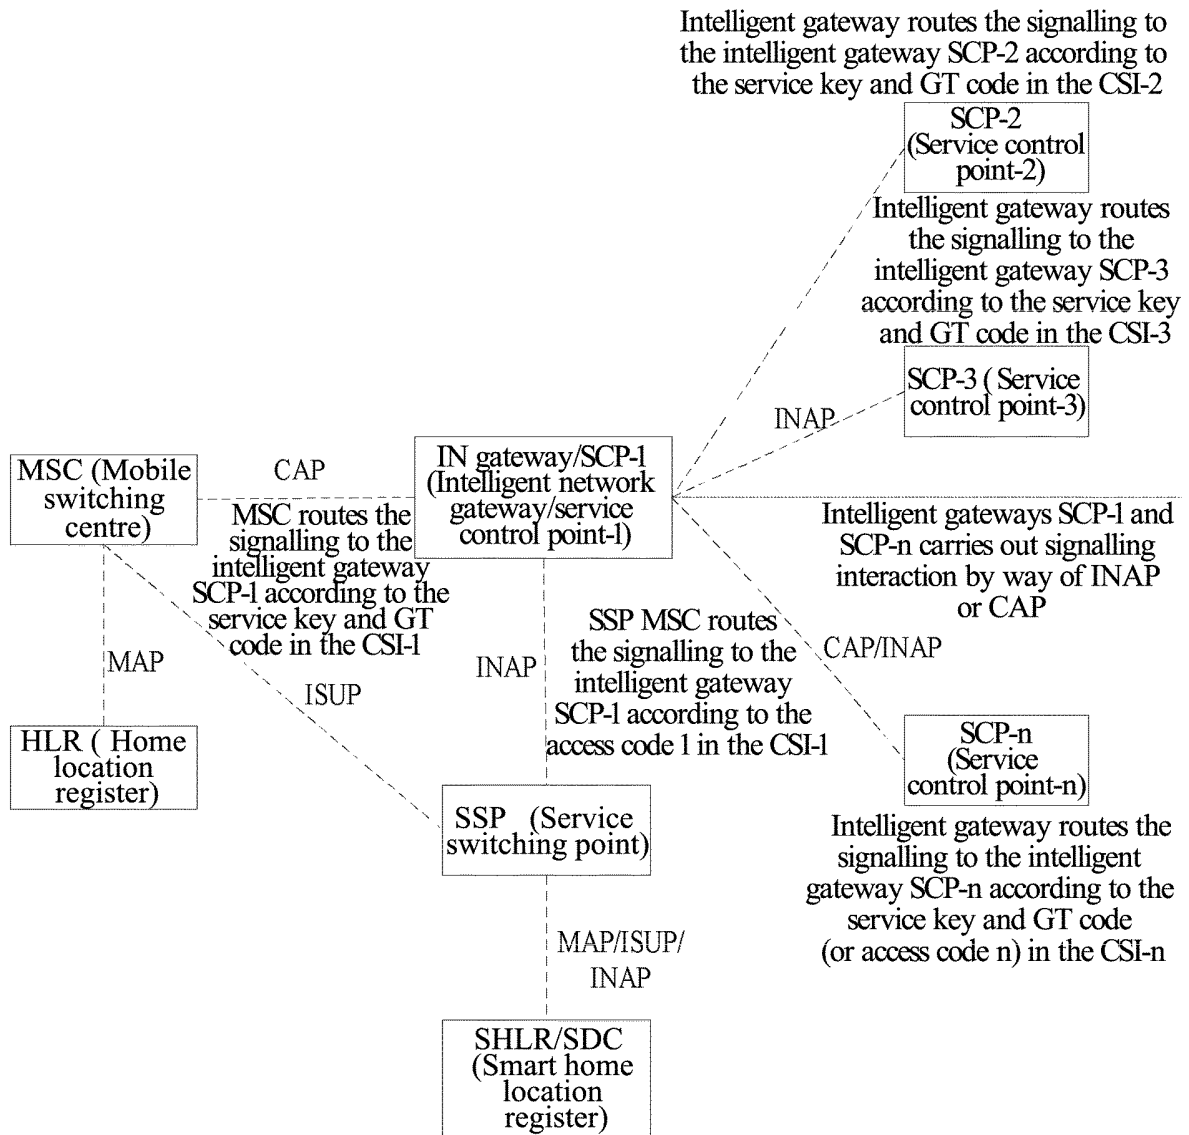 Intelligent gateway routes the signalling to
the intelligent gateway SCP-2 according to
the service key and GT code in the CSI-2
SCP-2
(Service control
point-2)
Intelligent gateway routes
the signalling to the
intelligent gateway SCP-3
according to the service key
and GT code in the CSI-3
SCP-3 ( Service
control point-3)
INAP
IN gateway/SCP-1
(Intelligent network
gateway/service
control point-1)
MSC (Mobile
switching
centre)
CAP
MSC routes the
signalling to the
intelligent gateway
SCP-1 according to the
service key and GT
code in the CSI-1
Intelligent gateways SCP-1 and
SCP-n carries out signalling
interaction by way of INAP
or CAP
SSP MSC routes
the signalling to the
intelligent gateway
SCP-1 according to the
access code 1 in the CSI-1
CAP/INAP
MAP
ISUP
INAP
HLR ( Home
location
register)
SCP-n
(Service
control point-n)
SSP (Service
switching point)
Intelligent gateway routes the
signalling to the intelligent
gateway SCP-n according to the
service key and GT code
(or access code n) in the CSI-n
MAP/ISUP/
INAP
SHLR/SDC
(Smart home
location
register)